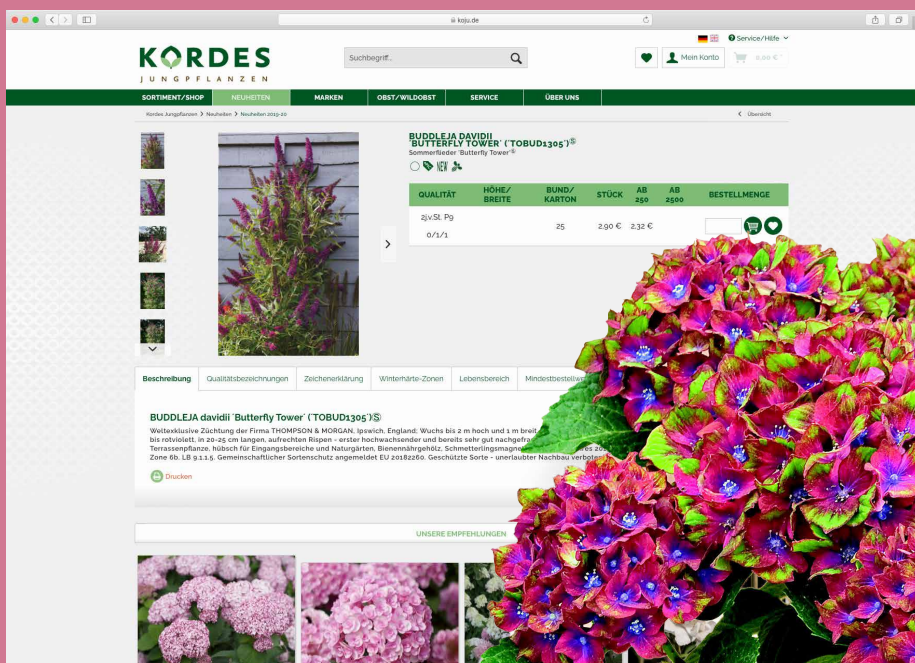 koju.de
Service/Hilfe
KORDES
JUNGPFLANZEN
Suchbegriff...
Mein Konto
0,00 € *
SORTIMENT/SHOP
NEUHEITEN
MARKEN
OBST/WILDOBST
SERVICE
ÜBER UNS
Kordes Jungpflanzen > Neuheiten > Neuheiten 2019-20
Übersicht
BUDDLEJA DAVIDII
´BUTTERFLY TOWER´ (´TOBUD1305´)Ⓢ
Sommerflieder ´Butterfly Tower´Ⓢ
NEW
QUALITÄT HÖHE/BREITE BUND/KARTON STÜCK AB 250 AB 2500 BESTELLMENGE
2j.v.St. P9
0/1/1
25 2,90 € 2,32 €
Beschreibung
Qualitätsbezeichnungen
Zeichenerklärung
Winterhärte-Zonen
Lebensbereich
BUDDLEJA davidii ´Butterfly Tower´ (´TOBUD1305´)Ⓢ
Weltexklusive Züchtung der Firma THOMPSON & MORGAN, Ipswich, England; Wuchs bis 2 m hoch und 1 m breit
bis rotviolett, in 20-25 cm langen, aufrechten Rispen - erster hochwachsender und bereits sehr gut
Terrassenpflanze, hübsch für Eingangsbereiche und Naturgärten, Bienennährgehölz,
Zone 6b. LB 9.1.1.5. Gemeinschaftlicher Sortenschutz angemeldet EU 20182260. Geschützte Sorte - unerlaubter Nachbau verboten
Drucken
UNSERE EMPFEHLUNGEN